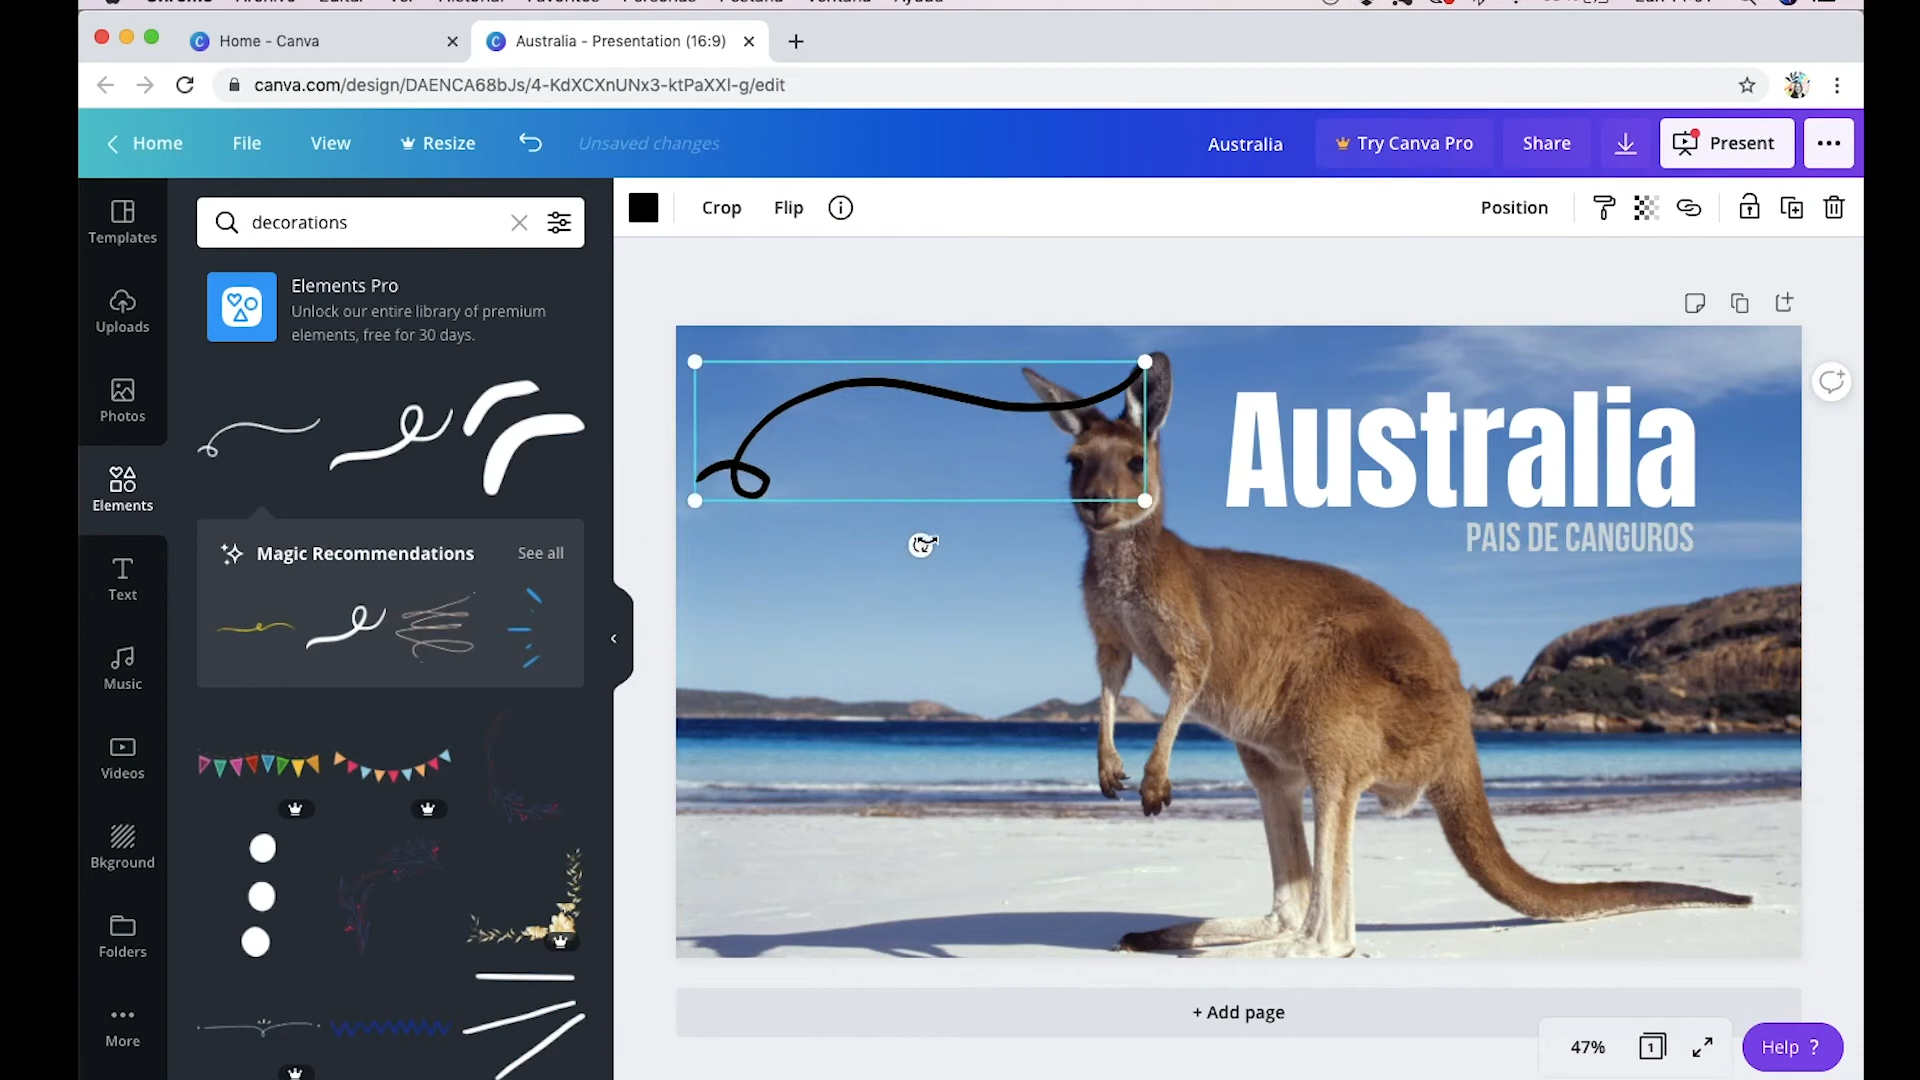 Home - Canva
Australia - Presentation (16:9)
canva.com/design/DAENCA68bJs/4-KdXCXnUNx3-ktPaXXI-g/edit
Home
File
View
Resize
Unsaved changes
Australia
Try Canva Pro
Share
Present
Templates
Uploads
Photos
Elements
Text
Music
Videos
Bkground
Folders
More
decorations
Elements Pro
Unlock our entire library of premium
elements, free for 30 days.
Magic Recommendations
See all
Crop
Flip
Position
Australia
PAIS DE CANGUROS
+ Add page
47%
1
Help ?